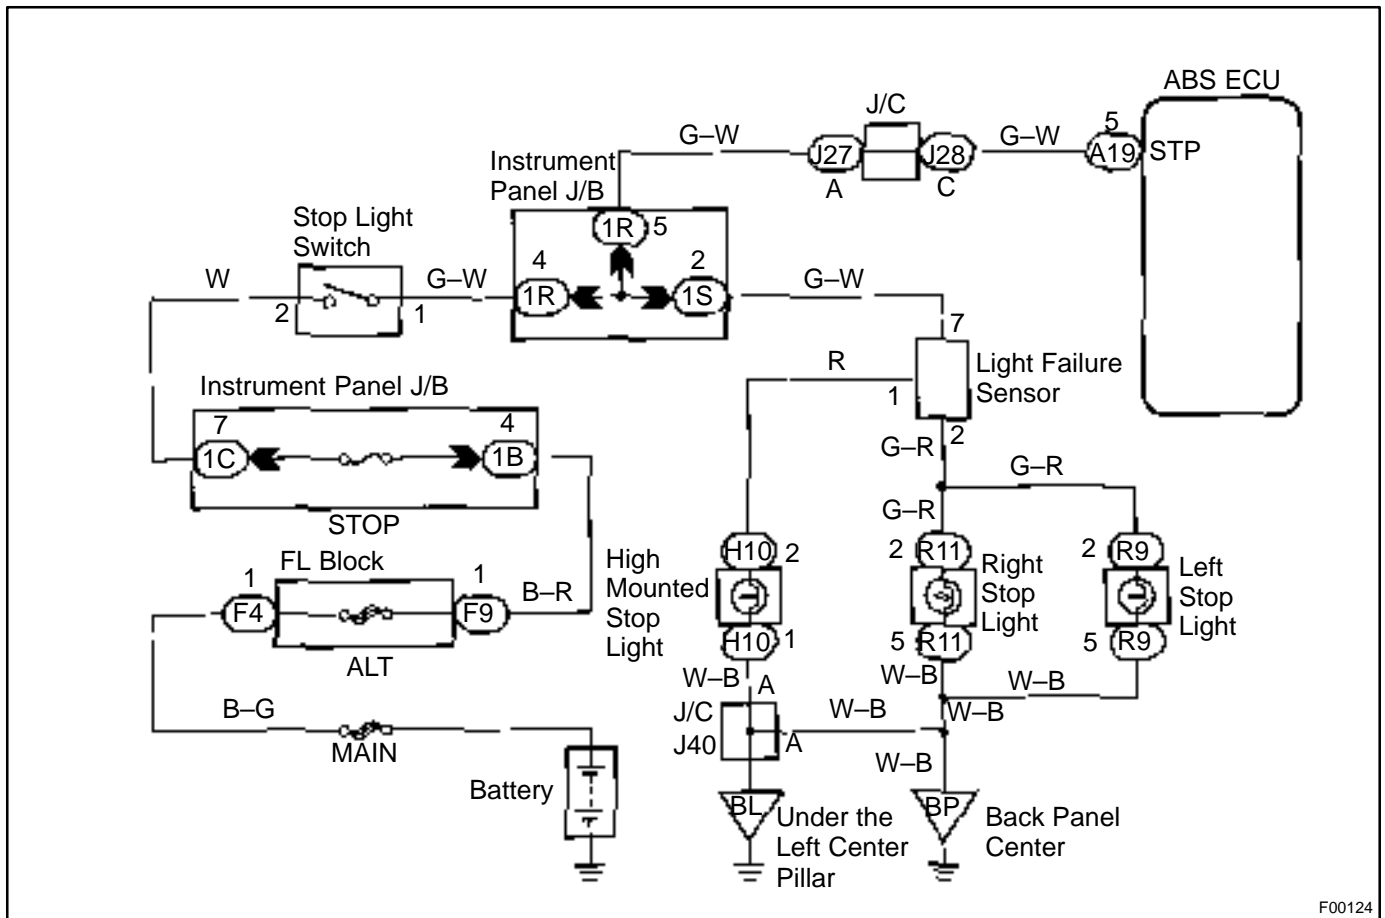 ABS ECU
J/C
5
G–W
G–W
J27
J28
A19
STP
A
C
Instrument
Panel J/B
1R
5
Stop Light
Switch
W
2
1
G–W
4
1R
2
1S
G–W
7
R
1
Light Failure
Sensor
2
Instrument Panel J/B
7
4
1C
1B
STOP
G–R
G–R
G–R
FL Block
1
1
F4
F9
B–R
ALT
High
Mounted
Stop
Light
H10
2
H10
1
2
R11
5
R11
Right
Stop
Light
2
R9
5
R9
Left
Stop
Light
W–B
A
W–B
W–B
W–B
J/C
J40
A
W–B
W–B
B–G
MAIN
Battery
BL
Under the
Left Center
Pillar
BP
Back Panel
Center
F00124